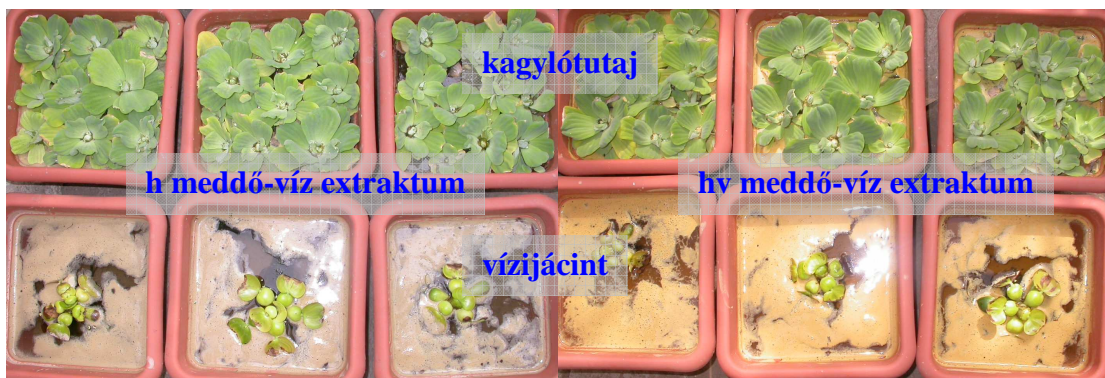 kagylótutaj
h meddő-víz extraktum
hv meddő-víz extraktum
vízijácint